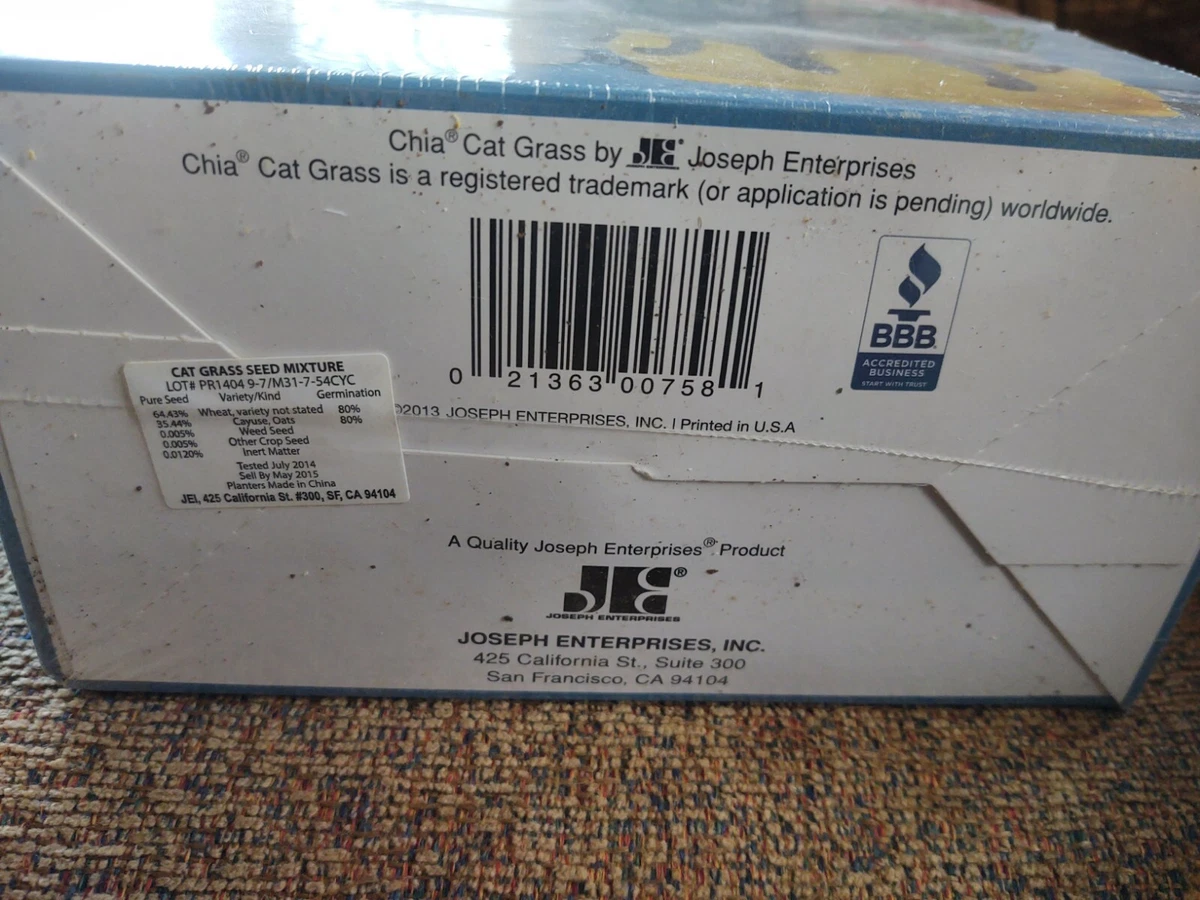 Chia® Cat Grass by JE® Joseph Enterprises
Chia® Cat Grass is a registered trademark (or application is pending) worldwide.
0 21363 00758 1
BBB
ACCREDITED
BUSINESS
START WITH TRUST
©2013 JOSEPH ENTERPRISES, INC. | Printed in U.S.A
CAT GRASS SEED MIXTURE
LOT# PR1404 9-7/M31-7-54CYC
Pure Seed Variety/Kind Germination
64.43% Wheat, variety not stated 80%
35.44% Cayuse, Oats 80%
0.005% Weed Seed
0.005% Other Crop Seed
0.0120% Inert Matter
Tested July 2014
Sell By May 2015
Planters Made in China
JEI, 425 California St. #300, SF, CA 94104
A Quality Joseph Enterprises® Product
JE®
JOSEPH ENTERPRISES
JOSEPH ENTERPRISES, INC.
425 California St., Suite 300
San Francisco, CA 94104